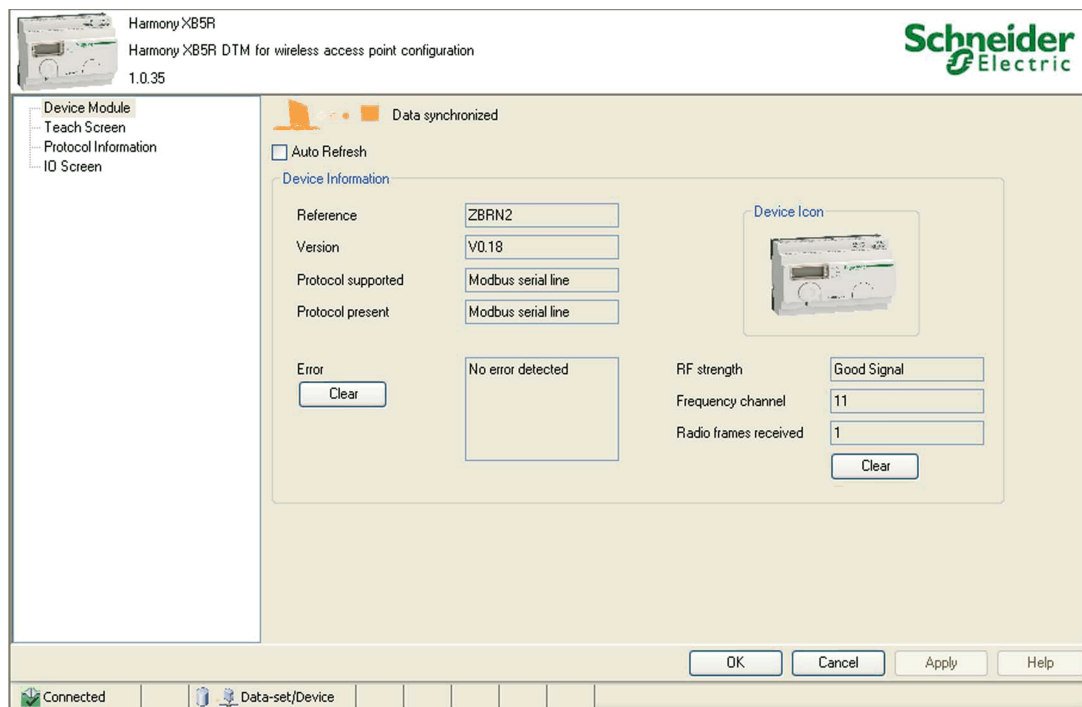 Harmony XB5R
Harmony XB5R DTM for wireless access point configuration
1.0.35
Schneider
Electric
Device Module
Teach Screen
Protocol Information
IO Screen
Data synchronized
Auto Refresh
Device Information
Reference ZBRN2
Version V0.18
Protocol supported Modbus serial line
Protocol present Modbus serial line
Device Icon
Error No error detected
Clear
RF strength Good Signal
Frequency channel 11
Radio frames received 1
Clear
OK Cancel Apply Help
Connected Data-set/Device